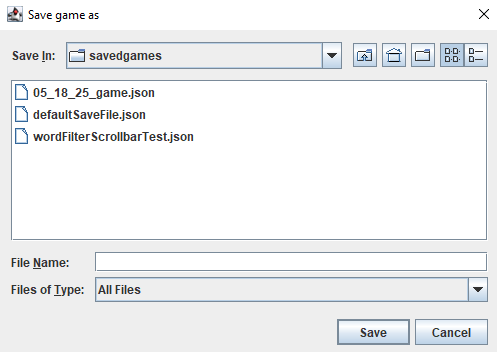 Save game as
Save In: savedgames
05_18_25_game.json
defaultSaveFile.json
wordFilterScrollbarTest.json
File Name:
Files of Type: All Files
Save Cancel